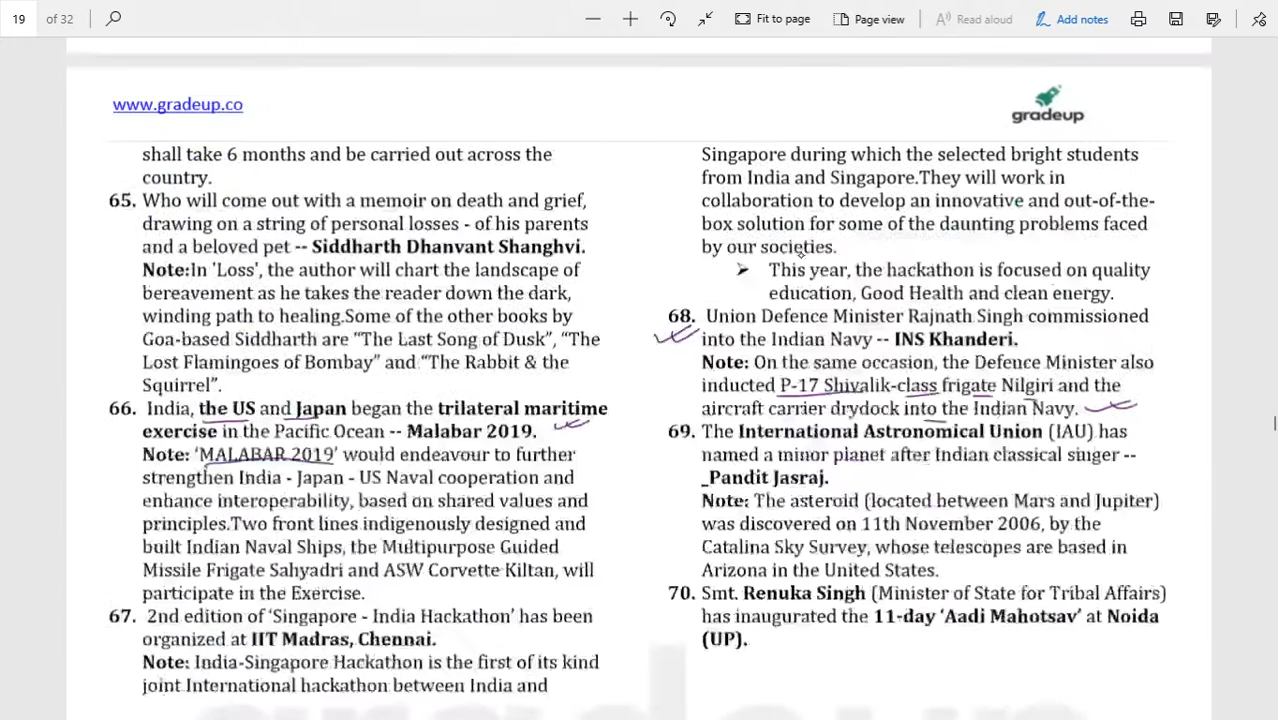 19 of 32
Fit to page
Page view
Read aloud
Add notes
www.gradeup.co
gradeup
shall take 6 months and be carried out across the
country.
65. Who will come out with a memoir on death and grief,
drawing on a string of personal losses - of his parents
and a beloved pet -- Siddharth Dhanvant Shanghvi.
Note:In 'Loss', the author will chart the landscape of
bereavement as he takes the reader down the dark,
winding path to healing.Some of the other books by
Goa-based Siddharth are “The Last Song of Dusk”, “The
Lost Flamingoes of Bombay” and “The Rabbit & the
Squirrel”.
66. India, the US and Japan began the trilateral maritime
exercise in the Pacific Ocean -- Malabar 2019.
Note: ‘MALABAR 2019’ would endeavour to further
strengthen India - Japan - US Naval cooperation and
enhance interoperability, based on shared values and
principles.Two front lines indigenously designed and
built Indian Naval Ships, the Multipurpose Guided
Missile Frigate Sahyadri and ASW Corvette Kiltan, will
participate in the Exercise.
67. 2nd edition of ‘Singapore - India Hackathon’ has been
organized at IIT Madras, Chennai.
Note: India-Singapore Hackathon is the first of its kind
joint International hackathon between India and
Singapore during which the selected bright students
from India and Singapore.They will work in
collaboration to develop an innovative and out-of-the-
box solution for some of the daunting problems faced
by our societies.
➤ This year, the hackathon is focused on quality
education, Good Health and clean energy.
68. Union Defence Minister Rajnath Singh commissioned
into the Indian Navy -- INS Khanderi.
Note: On the same occasion, the Defence Minister also
inducted P-17 Shivalik-class frigate Nilgiri and the
aircraft carrier drydock into the Indian Navy.
69. The International Astronomical Union (IAU) has
named a minor planet after Indian classical singer --
_Pandit Jasraj.
Note: The asteroid (located between Mars and Jupiter)
was discovered on 11th November 2006, by the
Catalina Sky Survey, whose telescopes are based in
Arizona in the United States.
70. Smt. Renuka Singh (Minister of State for Tribal Affairs)
has inaugurated the 11-day ‘Aadi Mahotsav’ at Noida
(UP).